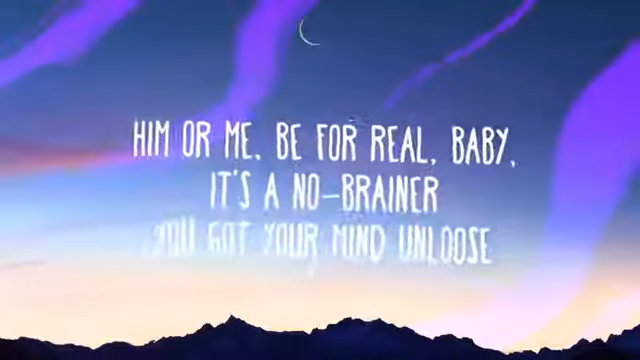 HIM OR ME, BE FOR REAL, BABY,
IT'S A NO-BRAINER
YOU GOT YOUR MIND UNLOOSE